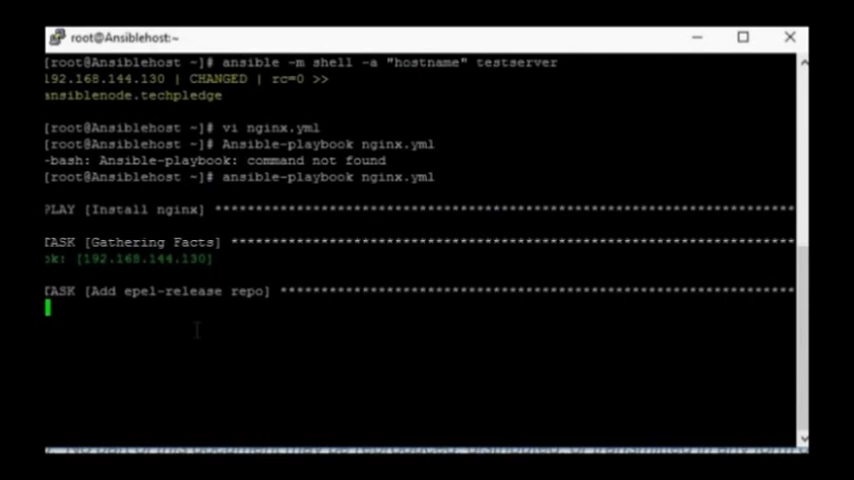 root@Ansiblehost:~
[root@Ansiblehost ~]# ansible -m shell -a "hostname" testserver
192.168.144.130 | CHANGED | rc=0 >>
ansiblenode.techpledge
[root@Ansiblehost ~]# vi nginx.yml
[root@Ansiblehost ~]# Ansible-playbook nginx.yml
-bash: Ansible-playbook: command not found
[root@Ansiblehost ~]# ansible-playbook nginx.yml
PLAY [Install nginx] ***********************************************************************
TASK [Gathering Facts] *********************************************************************
ok: [192.168.144.130]
TASK [Add epel-release repo] ***************************************************************